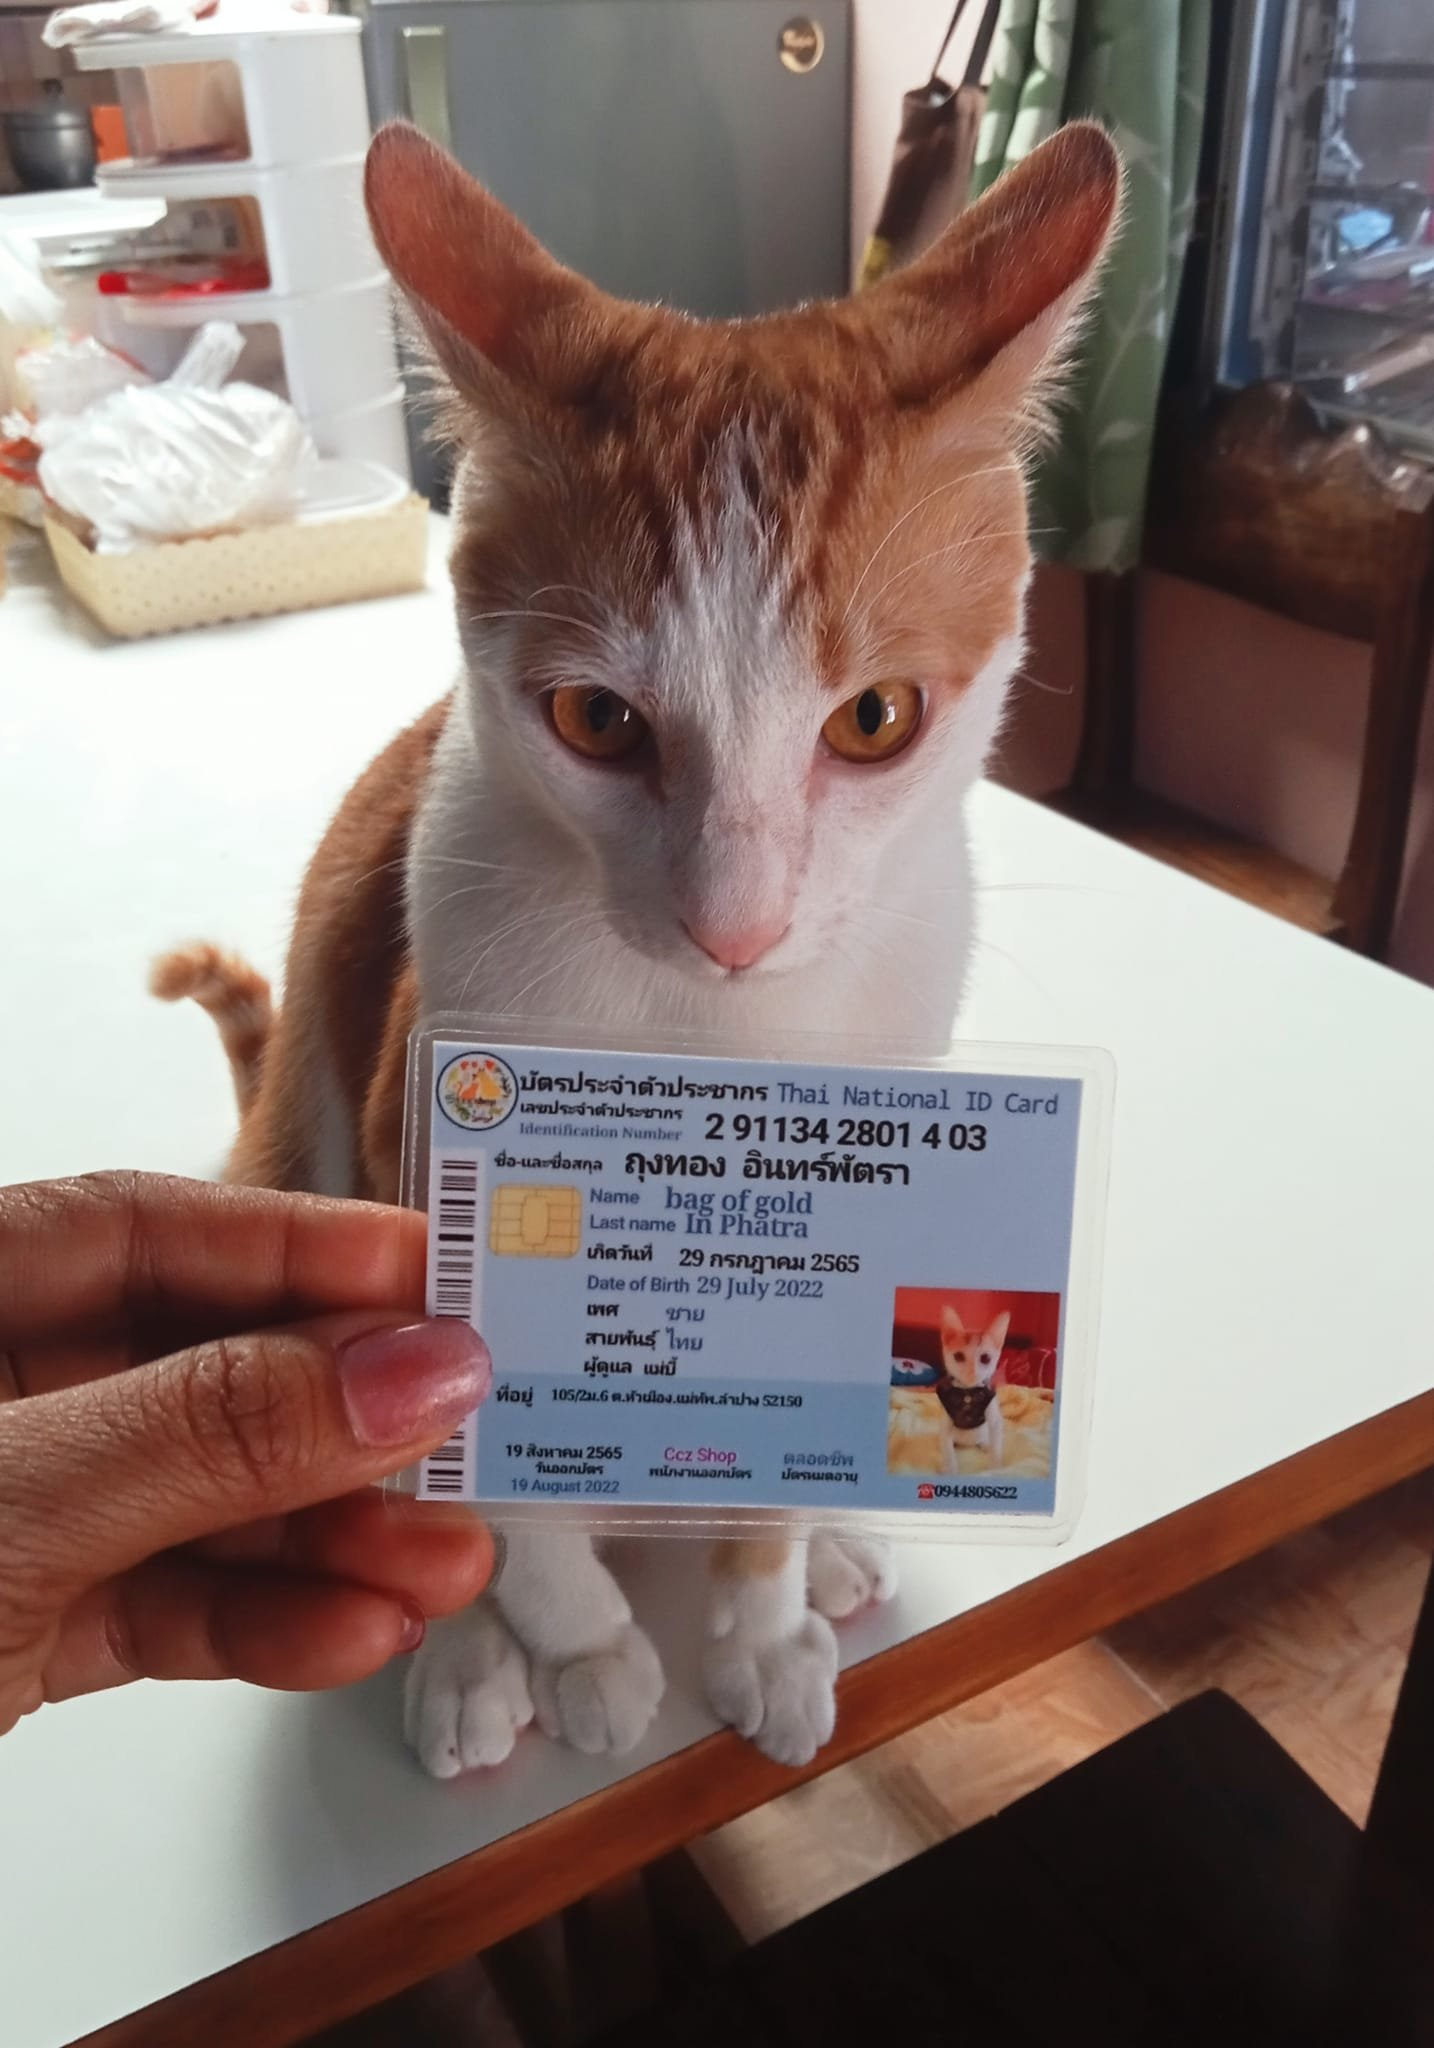 บัตรประจำตัวประชากร Thai National ID Card
เลขประจำตัวประชากร
Identification Number 2 91134 2801 4 03
ชื่อ-และชื่อสกุล ถุงทอง อินทร์พัตรา
Name bag of gold
Last name In Phatra
เกิดวันที่ 29 กรกฎาคม 2565
Date of Birth 29 July 2022
เพศ ชาย
สายพันธุ์ ไทย
ผู้ดูแล แม่บี้
ที่อยู่ 105/2ม.6 ต.หัวเมือง.แม่ทัพ.ลำปาง 52150
19 สิงหาคม 2565 Ccz Shop ตลอดชีพ
วันออกบัตร พนักงานออกบัตร บัตรหมดอายุ
19 August 2022
☎0944805622